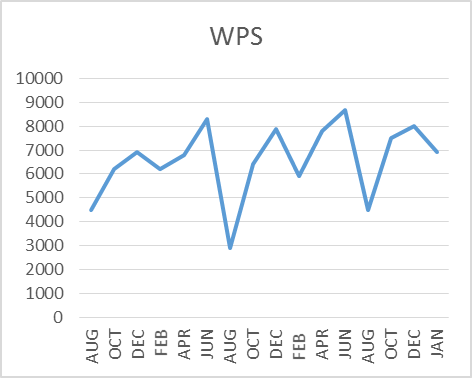 WPS
10000
9000
8000
7000
6000
5000
4000
3000
2000
1000
0
AUG
OCT
DEC
FEB
APR
JUN
AUG
OCT
DEC
FEB
APR
JUN
AUG
OCT
DEC
JAN